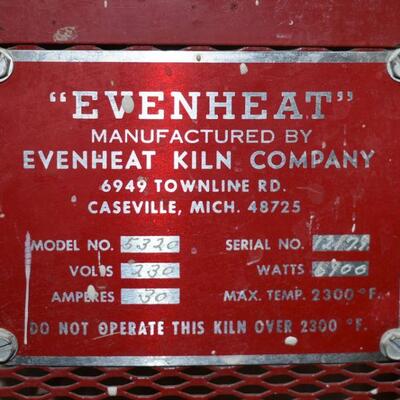 "EVENHEAT"
MANUFACTURED BY
EVENHEAT KILN COMPANY
6949 TOWNLINE RD.
CASEVILLE, MICH. 48725
MODEL NO. 5320 SERIAL NO.
VOLTS 230 WATTS 6900
AMPERES 30 MAX. TEMP. 2300 °F.
DO NOT OPERATE THIS KILN OVER 2300 °F.